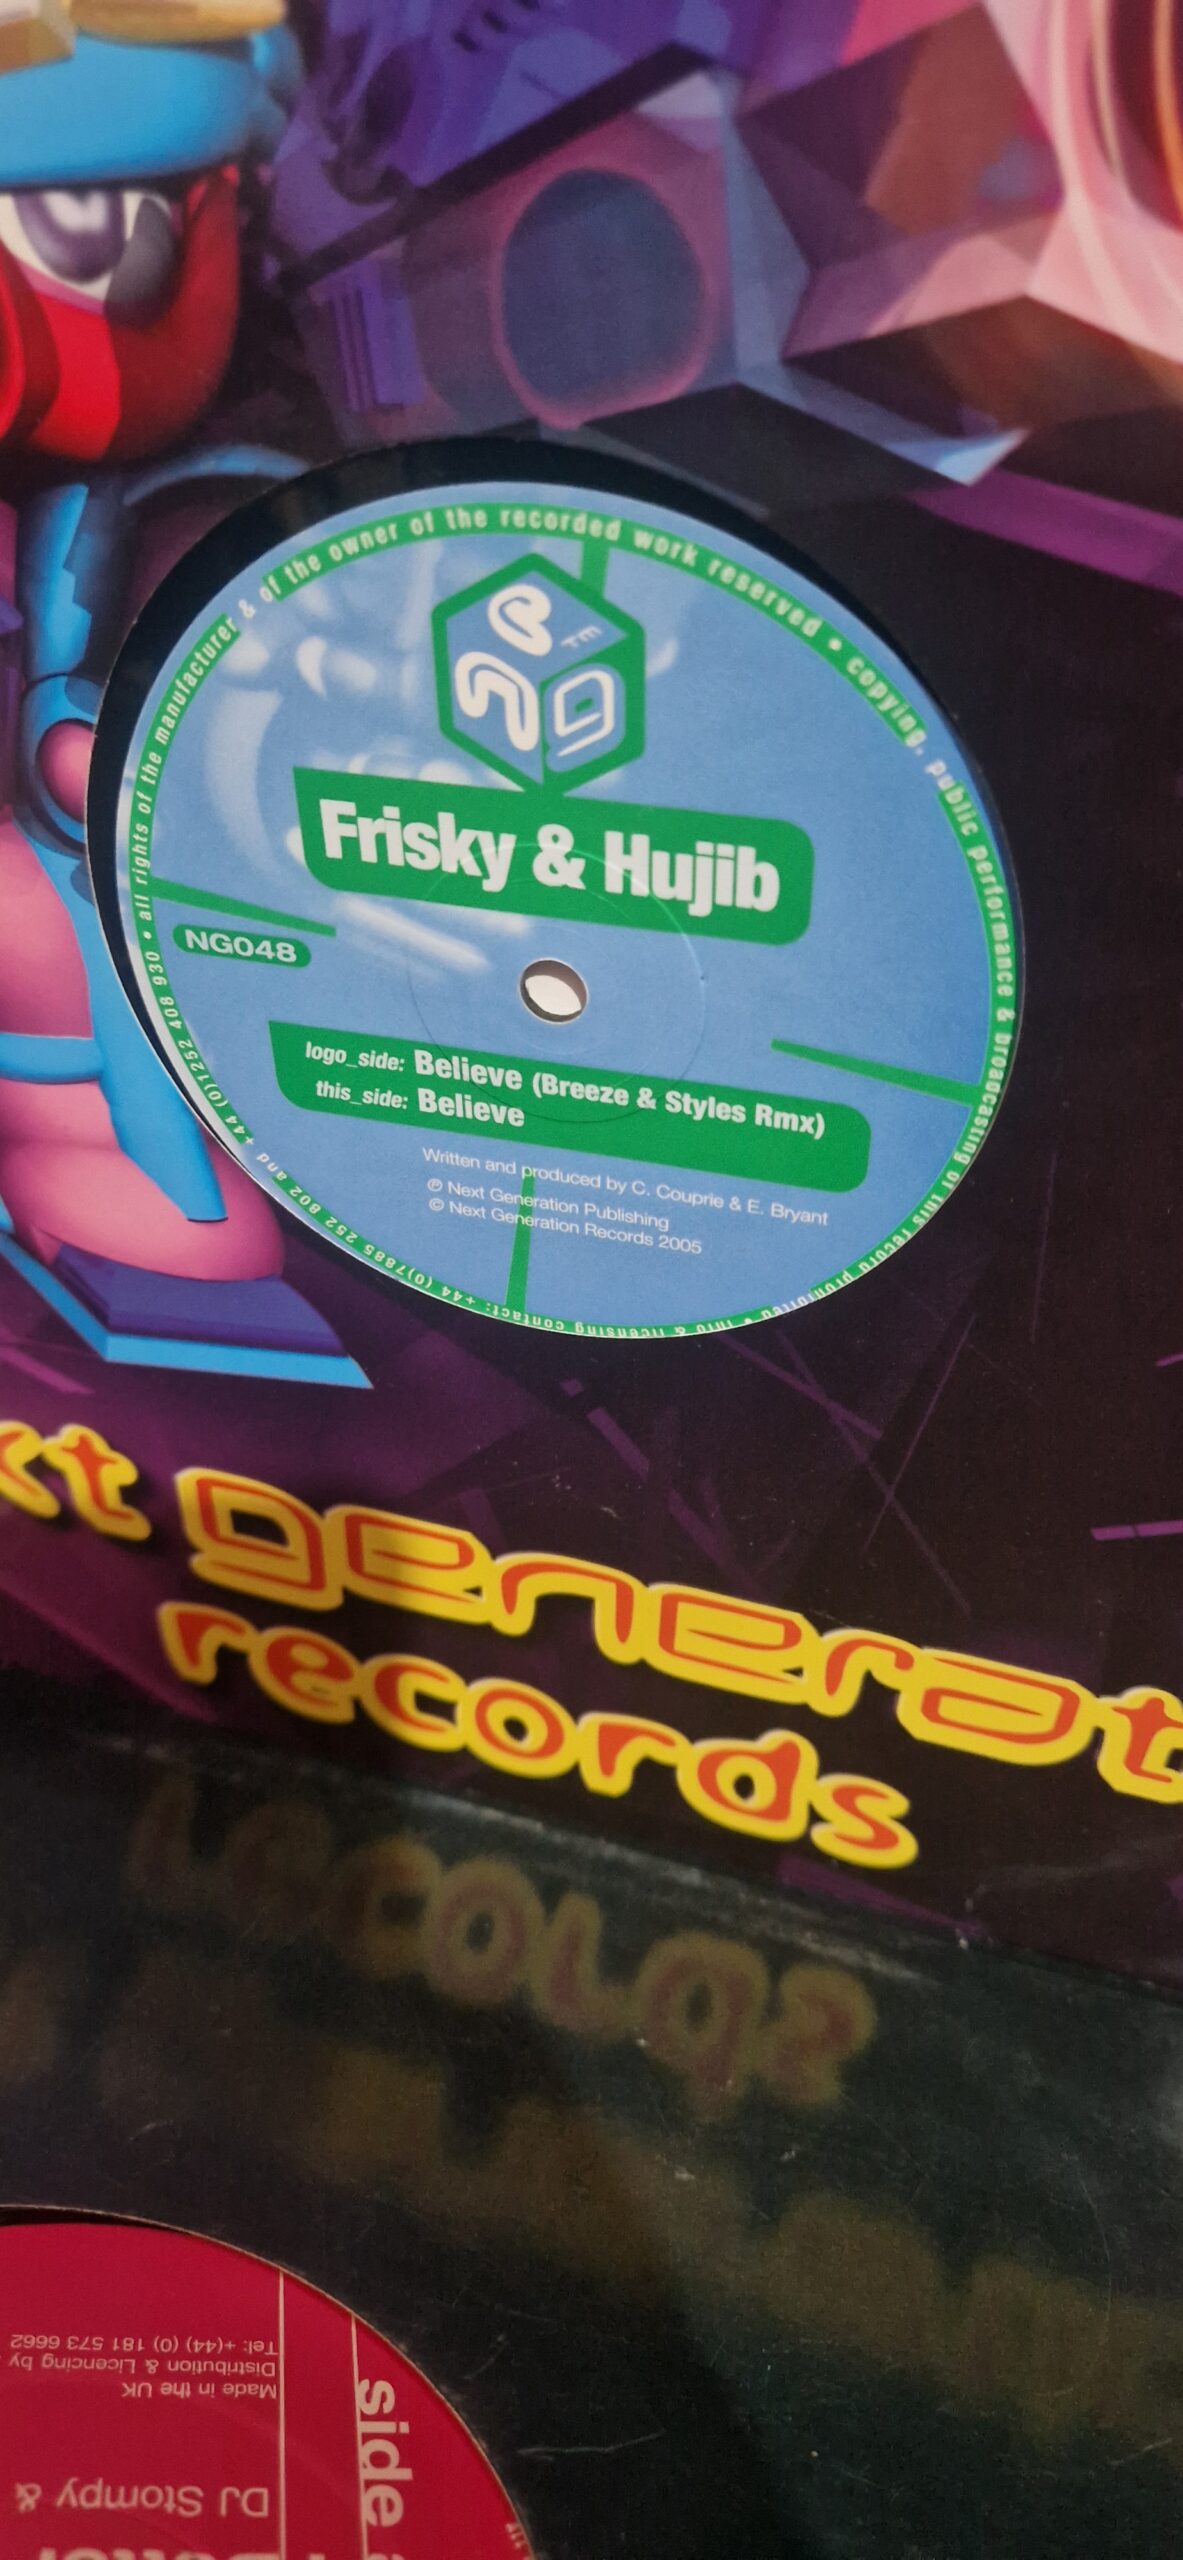 all rights of the manufacturer & of the owner of the recorded work reserved • copying, public performance & broadcasting of this record prohibited • info & licensing contact: +44 (0)7885 252 802 and +44 (0)1252 408 930 •
ng
TM
Frisky & Hujib
NG048
logo_side: Believe (Breeze & Styles Rmx)
this_side: Believe
Written and produced by C. Couprie & E. Bryant
℗ Next Generation Publishing
© Next Generation Records 2005
xt generat
records
records
side
DJ Stompy &
Made in the UK
Distribution & Licencing by
Tel: +(44) (0) 181 573 6662